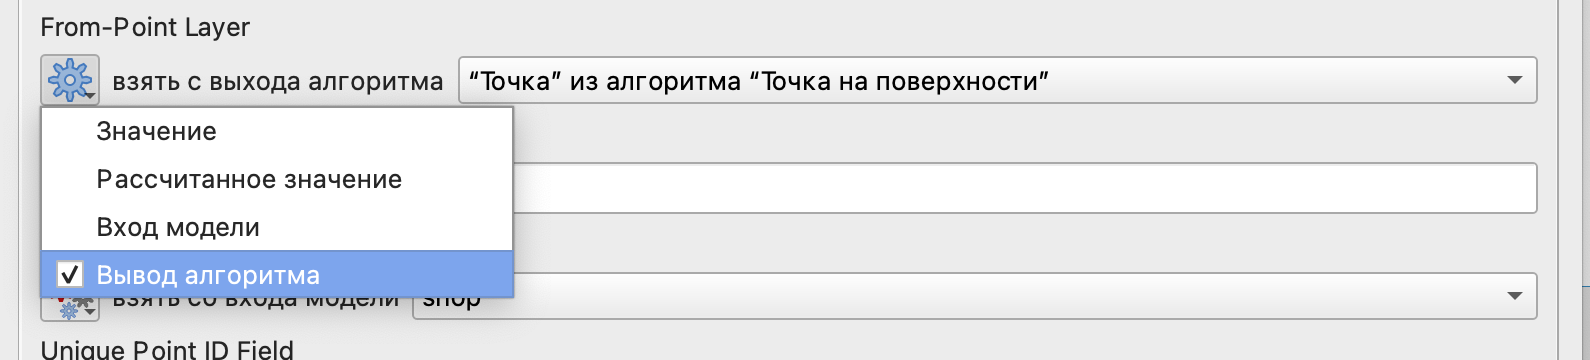 From-Point Layer
взять с выхода алгоритма “Точка” из алгоритма “Точка на поверхности”
Значение
Рассчитанное значение
Вход модели
Вывод алгоритма
взять со входа модели shop
Unique Point ID Field